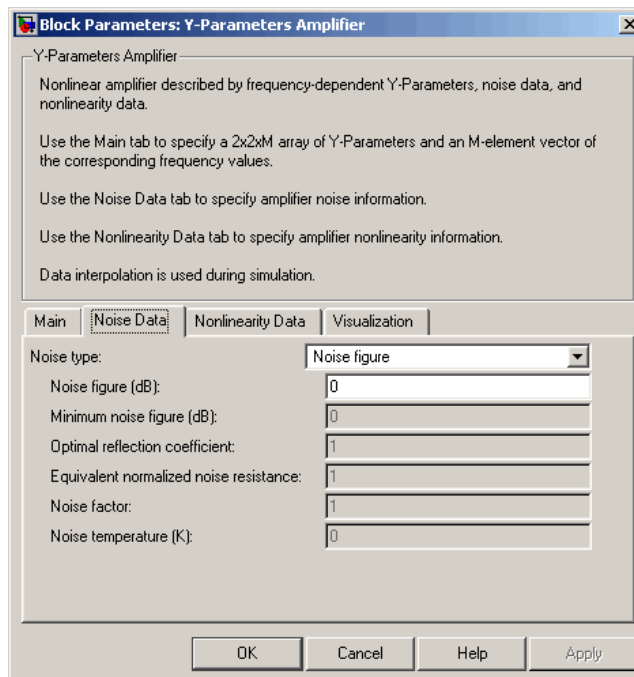 Block Parameters: Y-Parameters Amplifier
Y-Parameters Amplifier
Nonlinear amplifier described by frequency-dependent Y-Parameters, noise data, and
nonlinearity data.
Use the Main tab to specify a 2x2xM array of Y-Parameters and an M-element vector of
the corresponding frequency values.
Use the Noise Data tab to specify amplifier noise information.
Use the Nonlinearity Data tab to specify amplifier nonlinearity information.
Data interpolation is used during simulation.
Main Noise Data Nonlinearity Data Visualization
Noise type: Noise figure
Noise figure (dB): 0
Minimum noise figure (dB): 0
Optimal reflection coefficient: 1
Equivalent normalized noise resistance: 1
Noise factor: 1
Noise temperature (K): 0
OK Cancel Help Apply